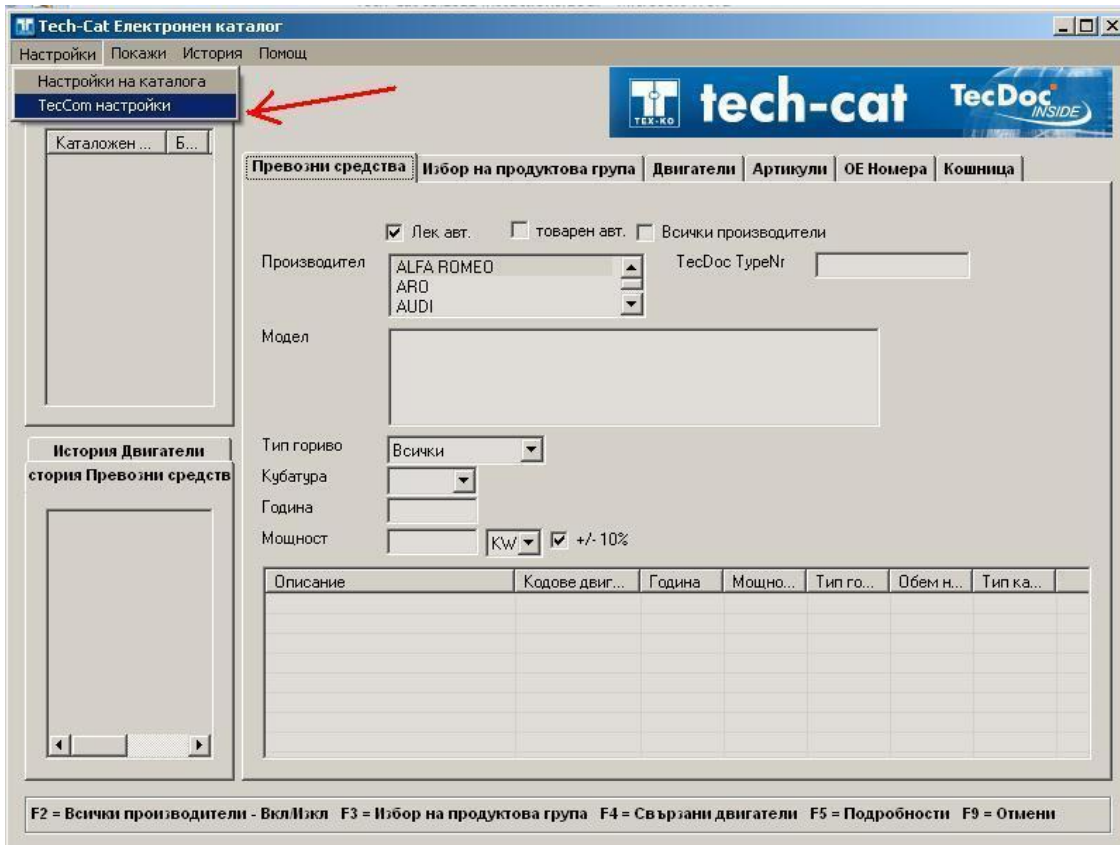 Tech-Cat Електронен каталог
Настройки Покажи История Помощ
Настройки на каталога
TecCom настройки
TEX-KO tech-cat TecDoc INSIDE
Каталожен ... Б...
Превозни средства Избор на продуктова група Двигатели Артикули OE Номера Кошница
Лек авт. товарен авт. Всички производители
Производител ALFA ROMEO TecDoc TypeNr
ARO
AUDI
Модел
История Двигатели
стория Превозни средств
Тип гориво Всички
Кубатура
Година
Мощност KW +/- 10%
Описание Кодове двиг... Година Мощно... Тип го... Обем н... Тип ка...
F2 = Всички производители - Вкл/Изкл F3 = Избор на продуктова група F4 = Свързани двигатели F5 = Подробности F9 = Отмени